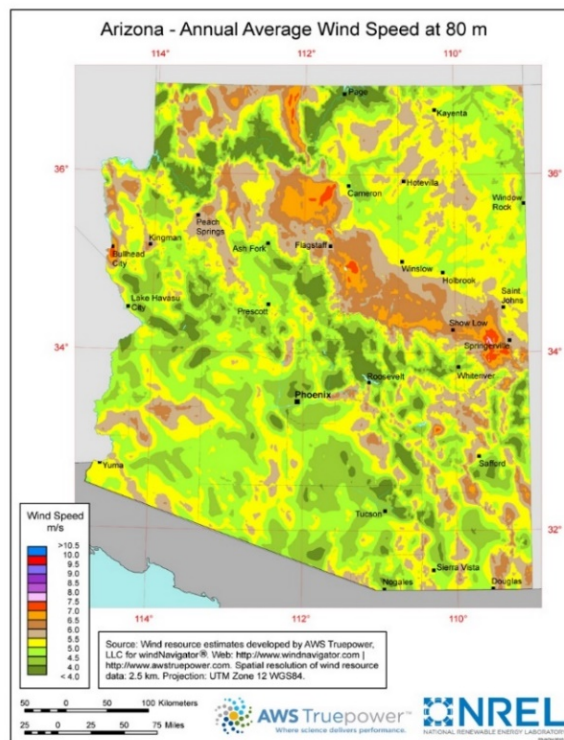 Arizona - Annual Average Wind Speed at 80 m
114°
112°
110°
Page
Kayenta
36°
36°
Cameron
Hotevilla
Window
Rock
Peach
Springs
Kingman
Bullhead
City
Ash Fork
Flagstaff
Winslow
Holbrook
Saint
Johns
Lake Havasu
City
Prescott
Show Low
Springerville
34°
34°
Whiteriver
Roosevelt
Phoenix
Safford
Yuma
Tucson
32°
Sierra Vista
Nogales
Douglas
114°
112°
110°
Wind Speed
m/s
>10.5
10.5
10.0
9.5
9.0
8.5
8.0
7.5
7.0
6.5
6.0
5.5
5.0
4.5
4.0
< 4.0
Source: Wind resource estimates developed by AWS Truepower,
LLC for windNavigator®. Web: http://www.windnavigator.com |
http://www.awstruepower.com. Spatial resolution of wind resource
data: 2.5 km. Projection: UTM Zone 12 WGS84.
50 0 50 100 Kilometers
25 0 25 50 75 Miles
AWS Truepower™
Where science delivers performance.
NREL
NATIONAL RENEWABLE ENERGY LABORATORY